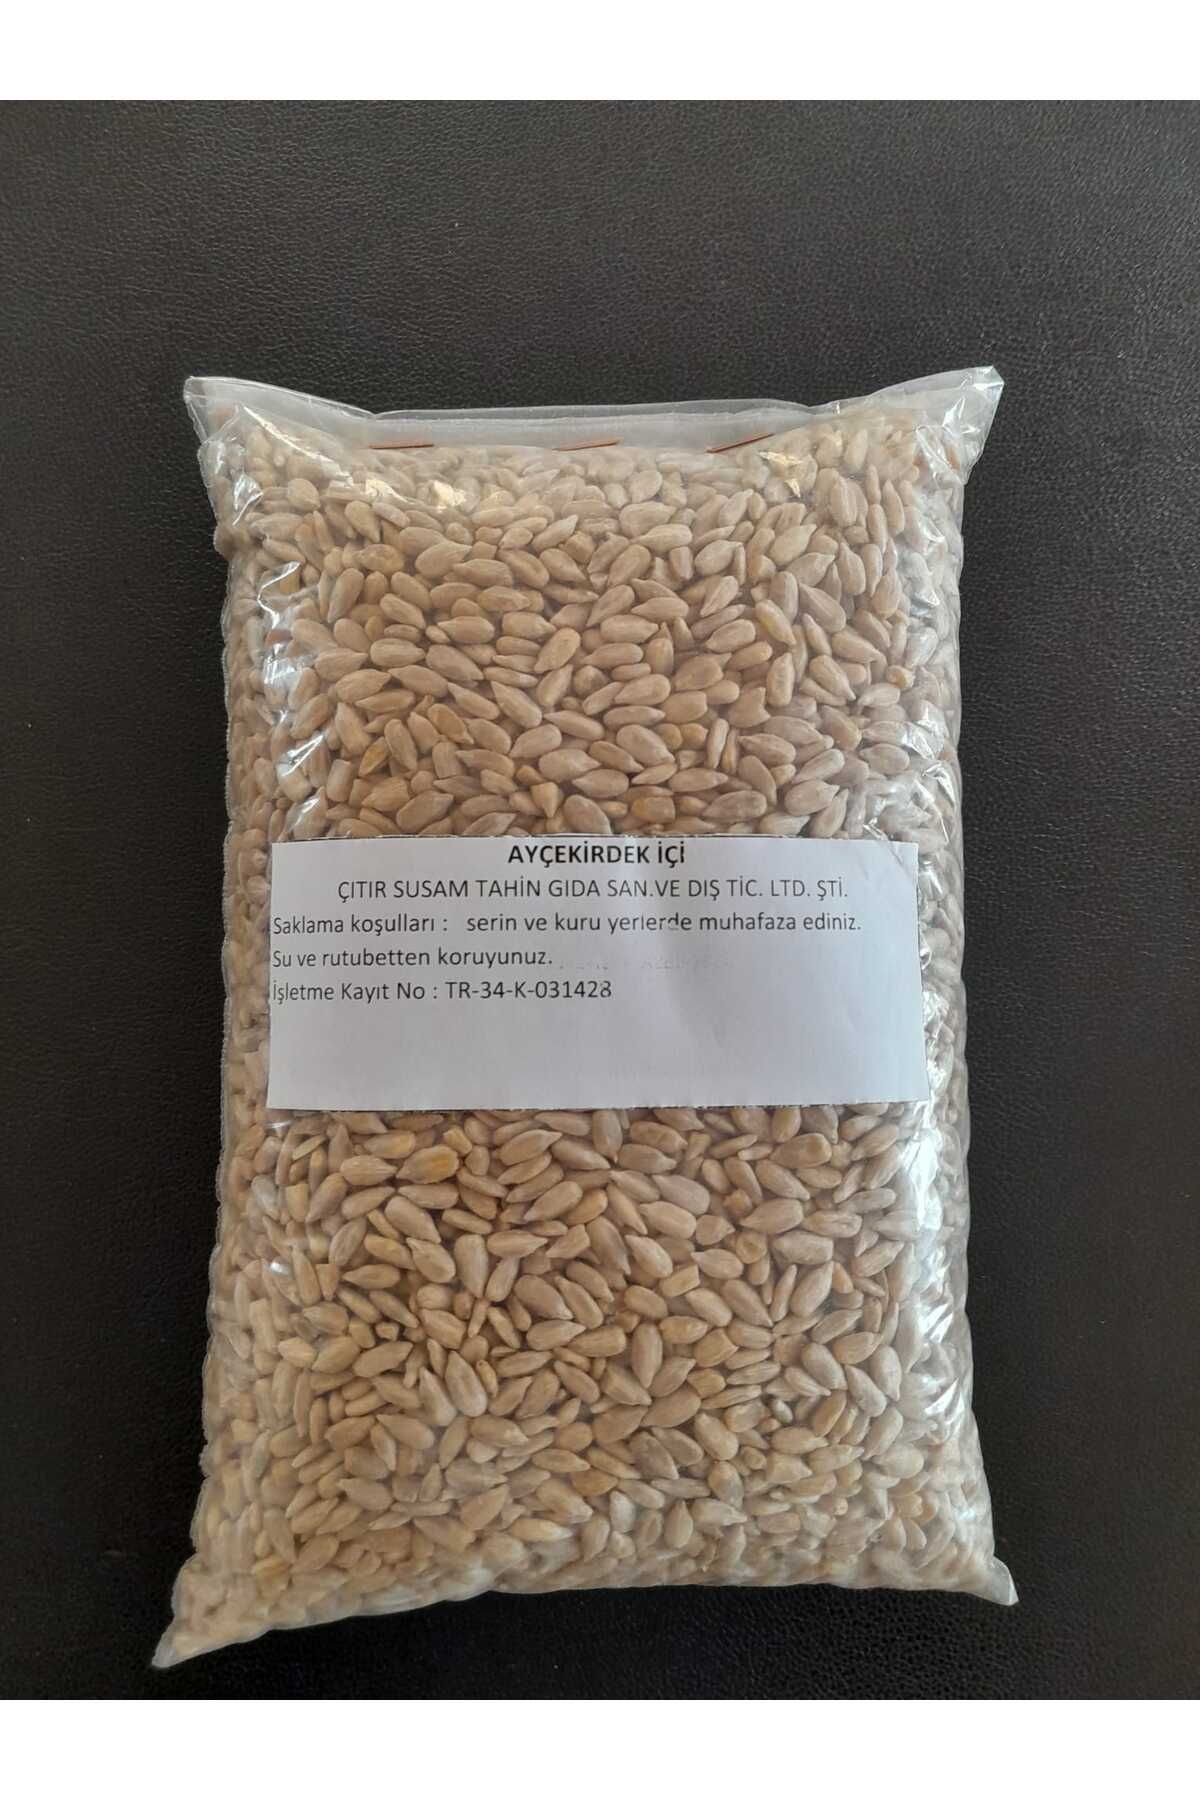 AYÇEKİRDEK İÇİ
ÇITIR SUSAM TAHİN GIDA SAN.VE DIŞ TİC. LTD. ŞTİ.
Saklama koşulları : serin ve kuru yerlerde muhafaza ediniz.
Su ve rutubetten koruyunuz.
İşletme Kayıt No : TR-34-K-031428